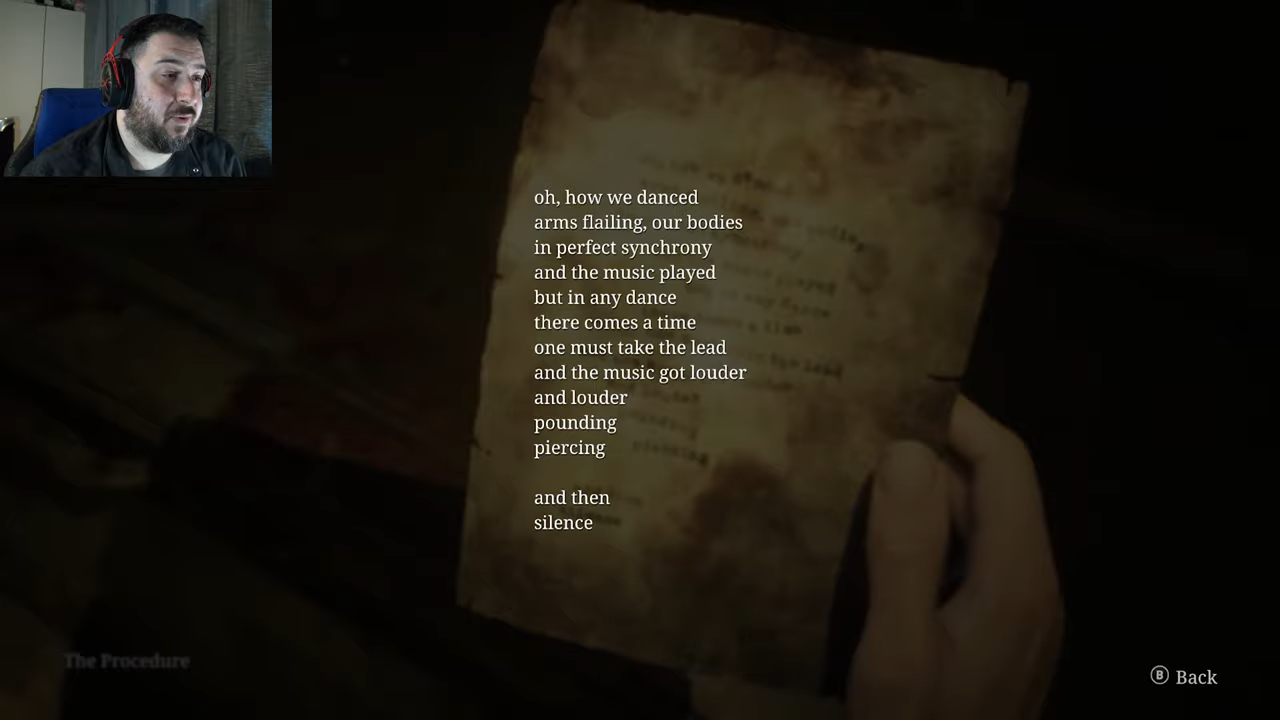 oh, how we danced
arms flailing, our bodies
in perfect synchrony
and the music played
but in any dance
there comes a time
one must take the lead
and the music got louder
and louder
pounding
piercing

and then
silence
The Procedure
B Back